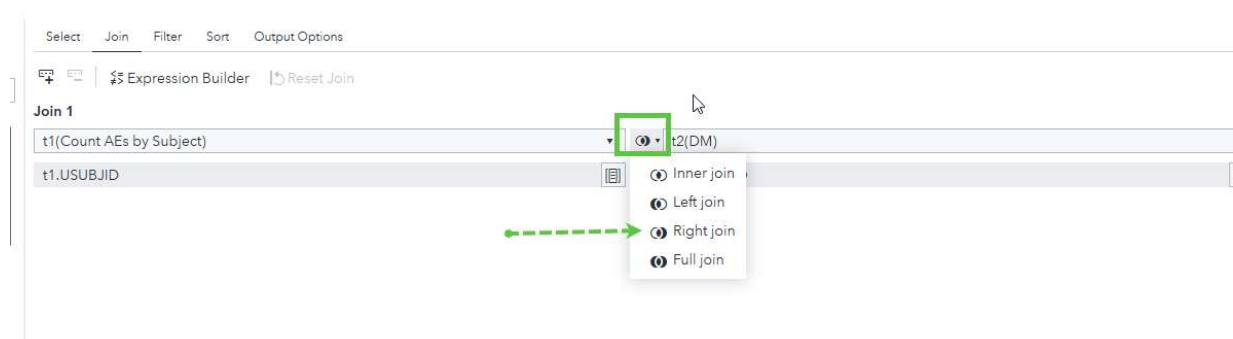 Select Join Filter Sort Output Options
Expression Builder Reset Join
Join 1
t1(Count AEs by Subject) t2(DM)
t1.USUBJID
Inner join
Left join
Right join
Full join